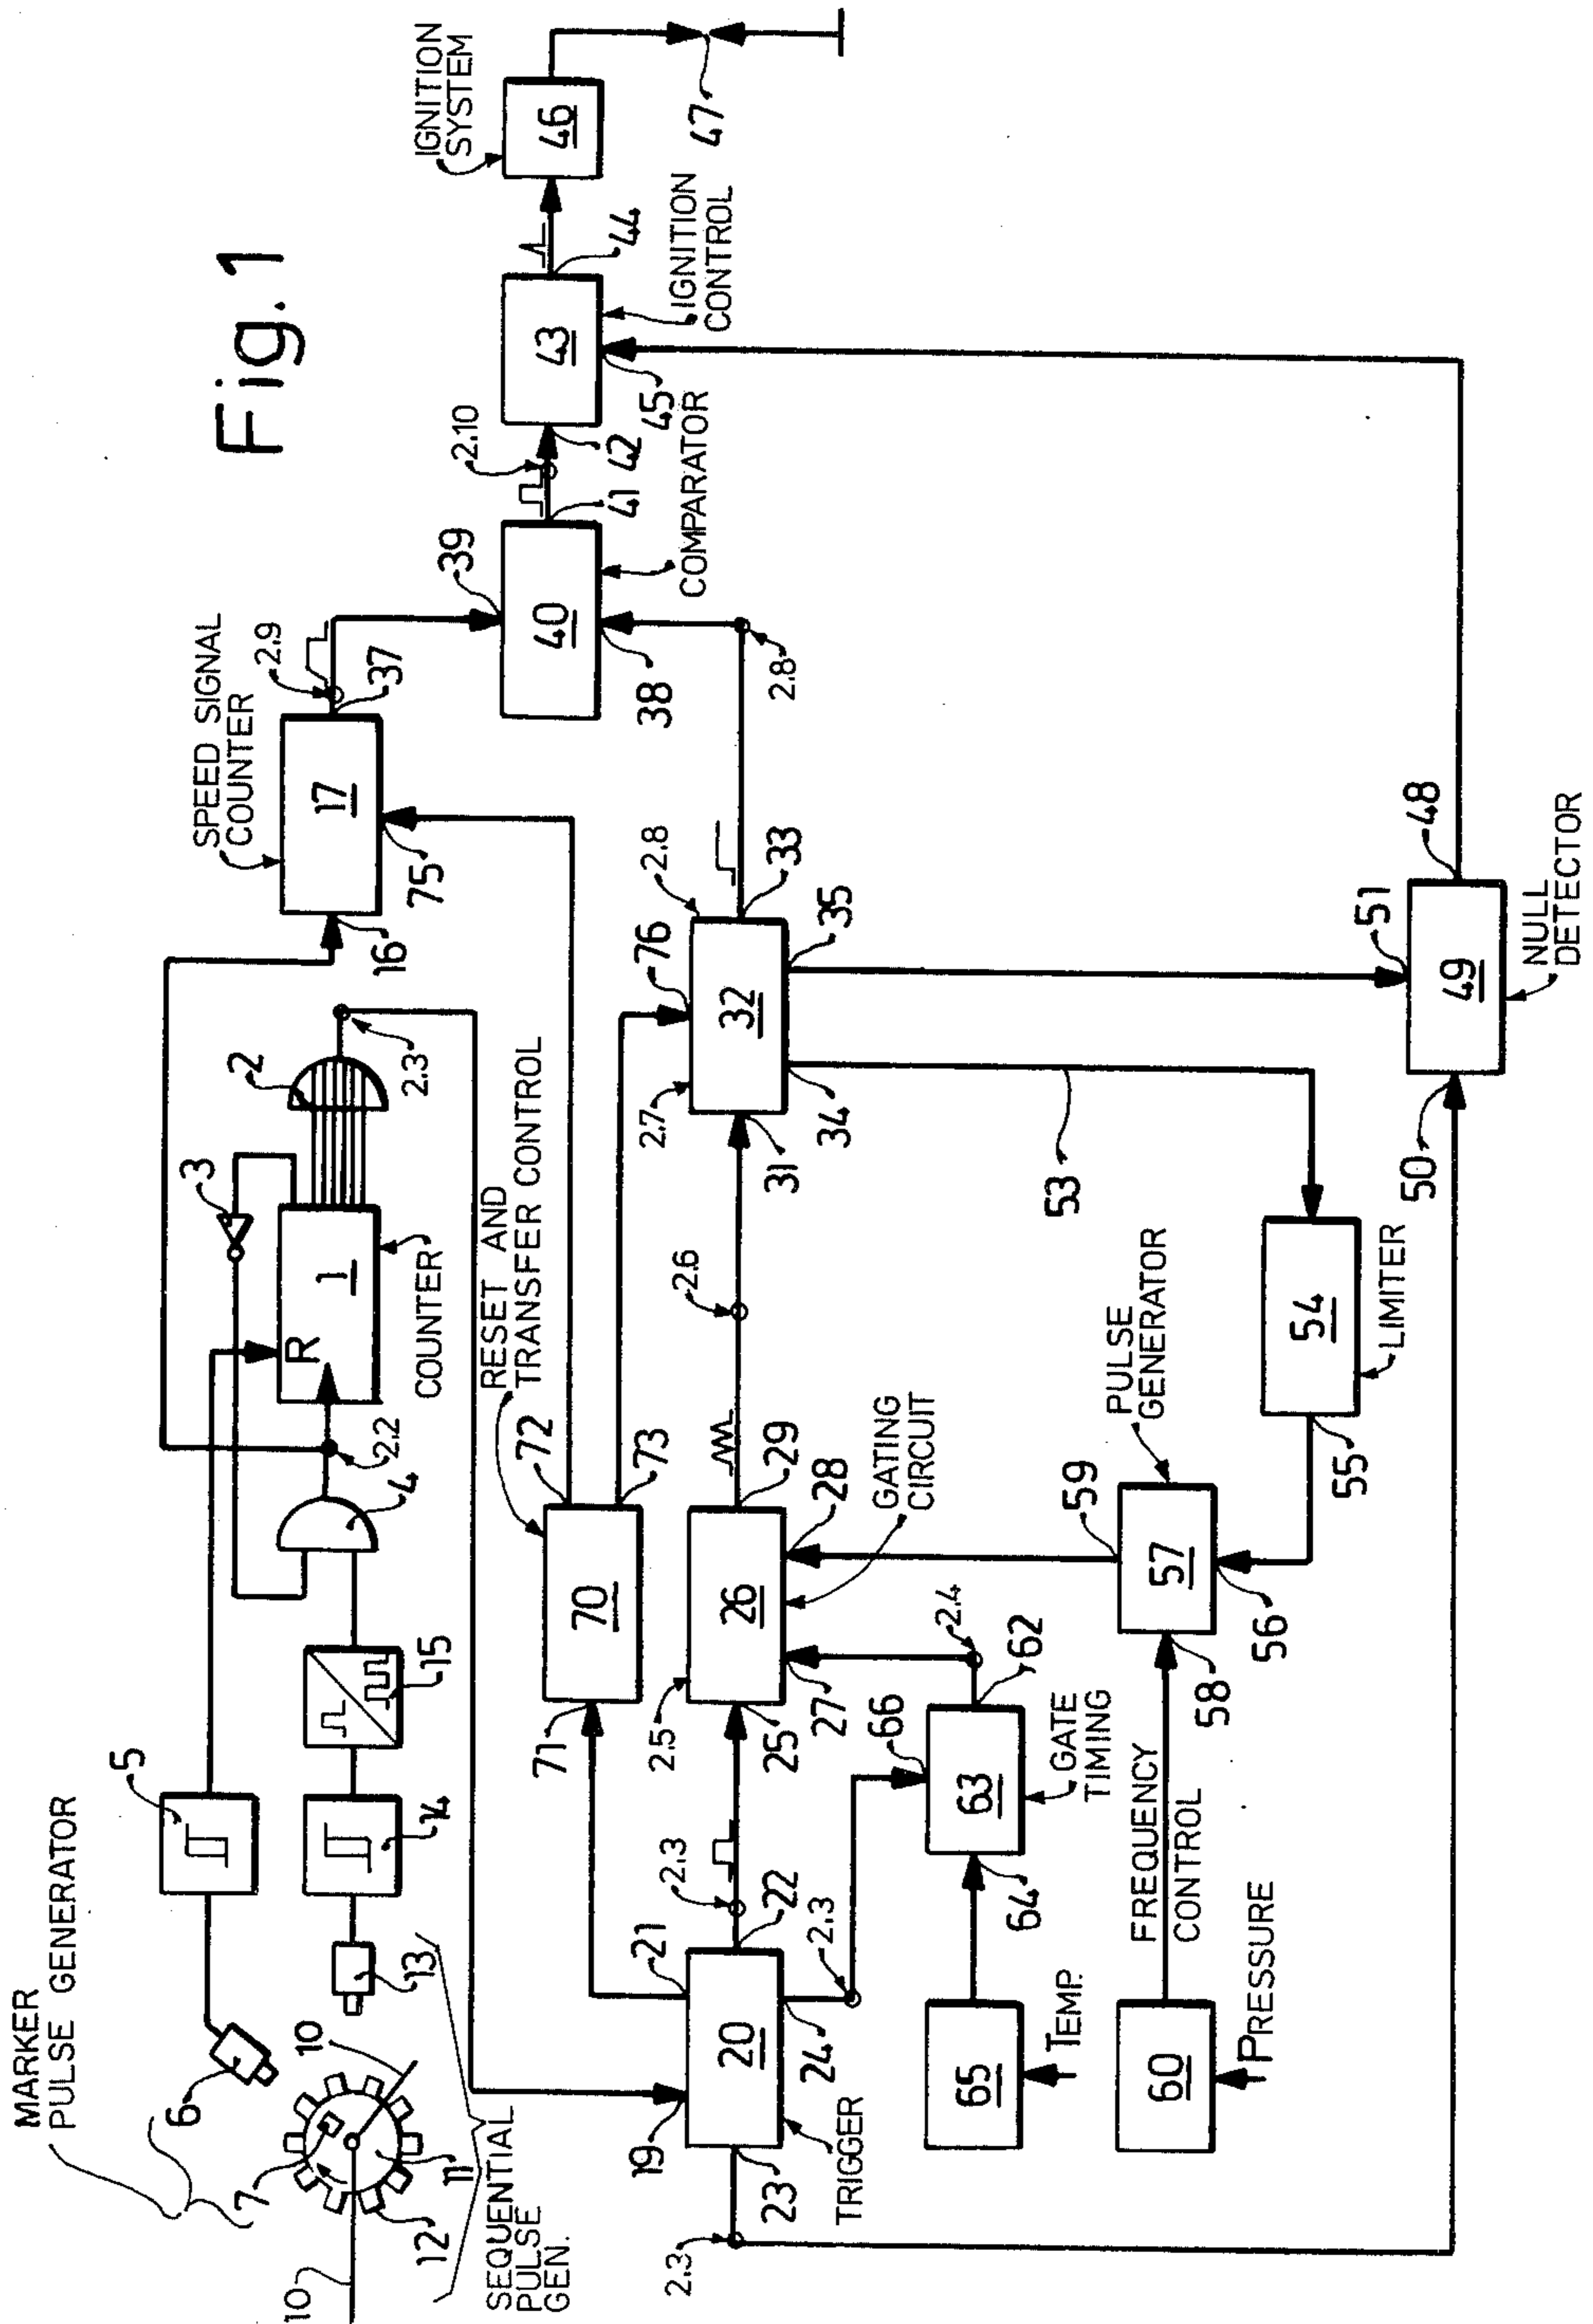 Fig. 1
MARKER
PULSE GENERATOR
5
6
7
10
10
11
12
13
14
15
SEQUENTIAL
PULSE
GEN.
3
2
1
R
COUNTER
4
2.2
2.3
16
SPEED SIGNAL
COUNTER
17
75
2.9
37
39
40
38
COMPARATOR
41
2.10
42
43
45
44
IGNITION
CONTROL
IGNITION
SYSTEM
46
47
RESET AND
TRANSFER CONTROL
70
71
72
73
19
20
21
22
23
24
TRIGGER
2.3
2.3
2.3
2.5
25
26
27
28
29
GATING
CIRCUIT
2.6
2.7
31
32
76
2.8
33
34
35
2.8
53
2.4
62
66
63
64
GATE
TIMING
65
TEMP.
FREQUENCY
CONTROL
60
PRESSURE
PULSE
GENERATOR
57
58
59
56
55
54
LIMITER
50
49
51
48
NULL
DETECTOR